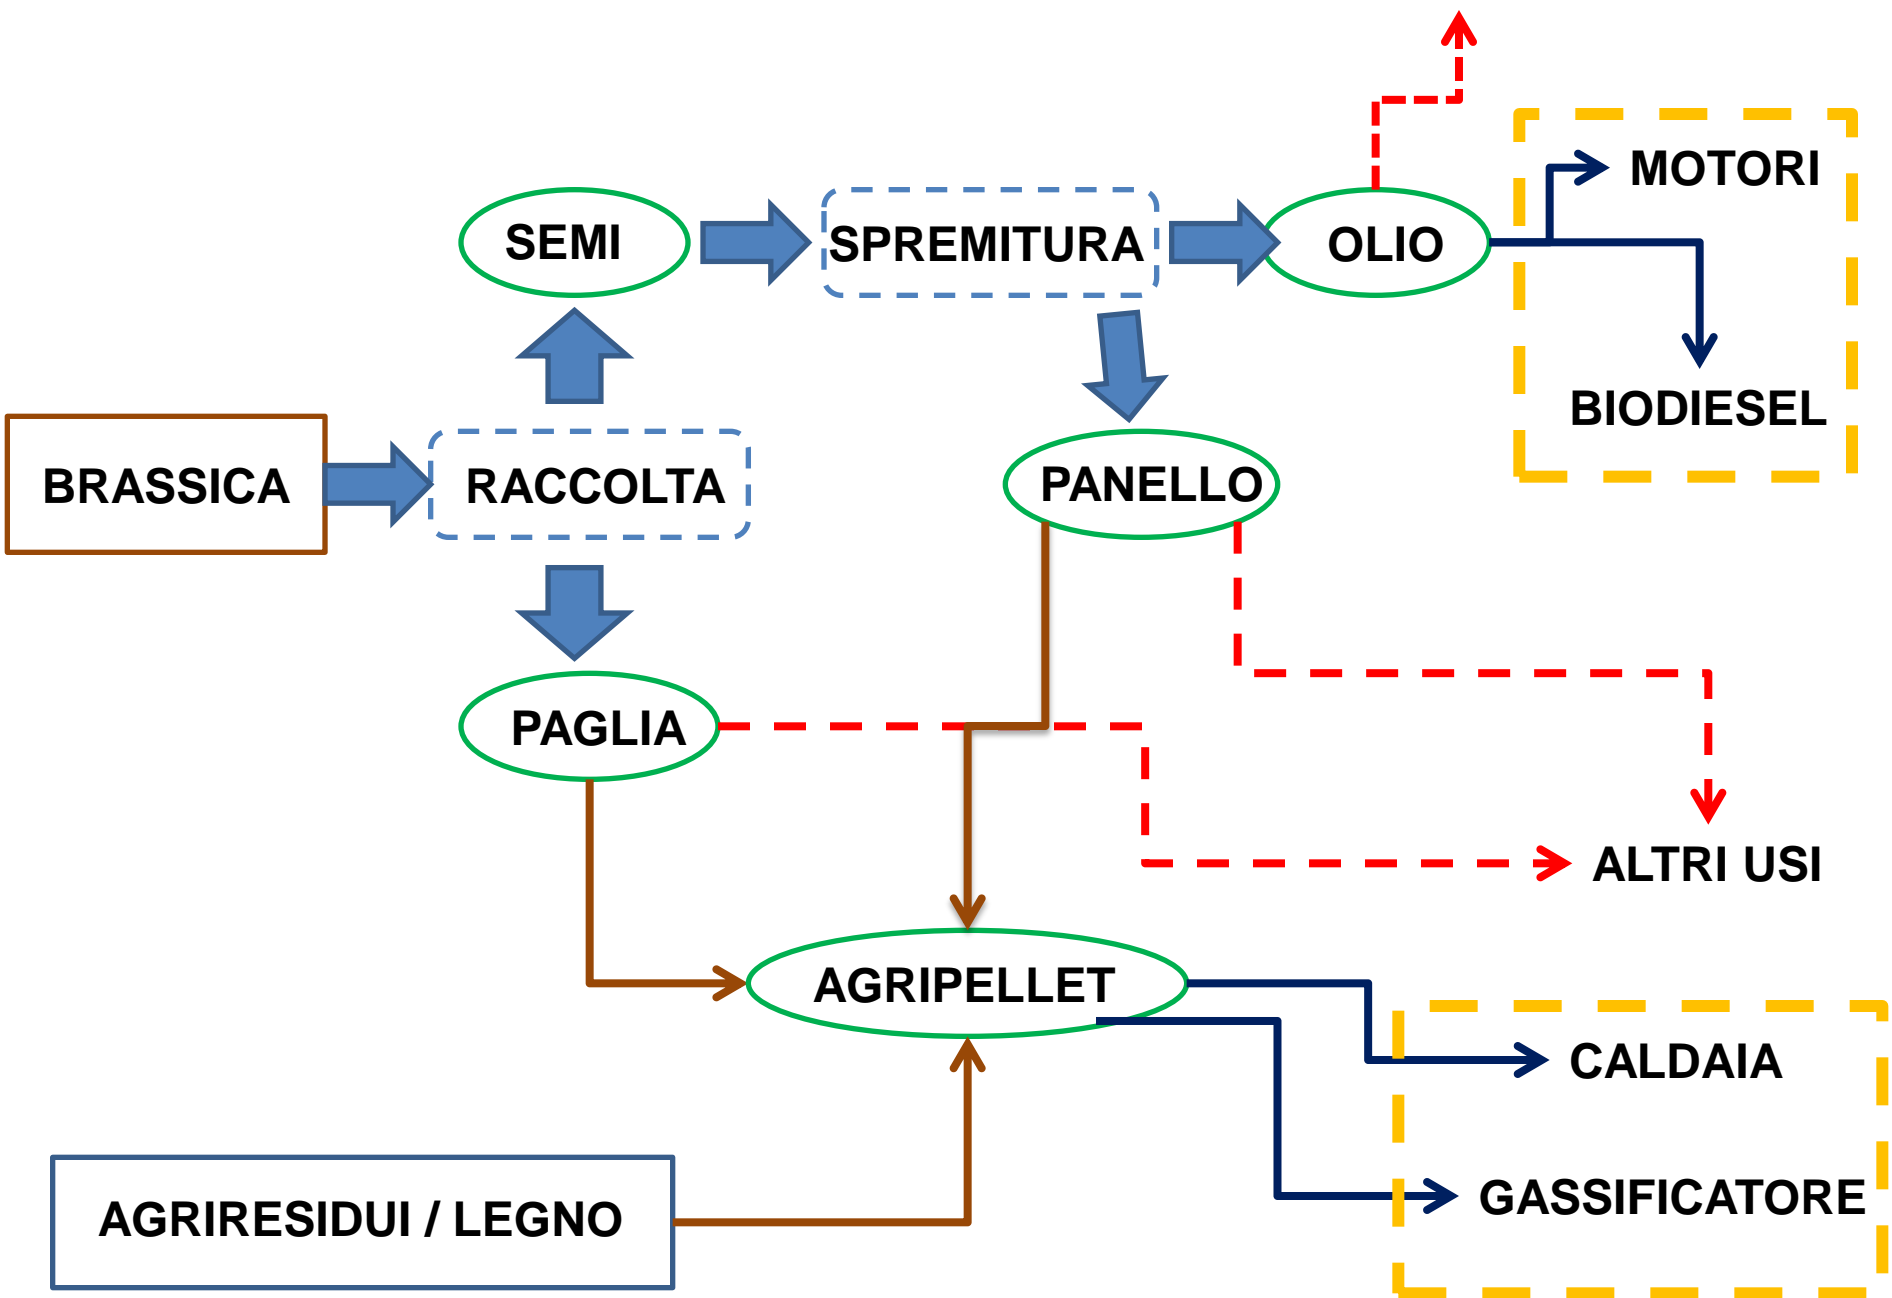 MOTORI
SEMI
SPREMITURA
OLIO
BIODIESEL
BRASSICA
RACCOLTA
PANELLO
PAGLIA
ALTRI USI
AGRIPELLET
CALDAIA
GASSIFICATORE
AGRIRESIDUI / LEGNO